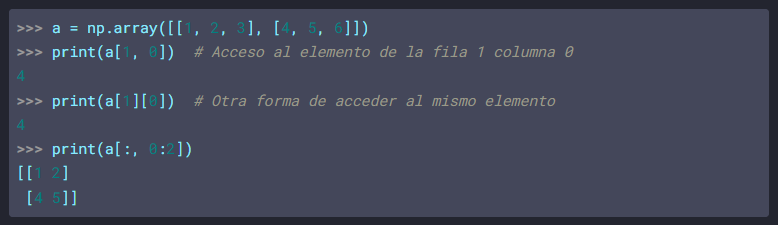 >>> a = np.array([[1, 2, 3], [4, 5, 6]])
>>> print(a[1, 0])  # Acceso al elemento de la fila 1 columna 0
4
>>> print(a[1][0])  # Otra forma de acceder al mismo elemento
4
>>> print(a[:, 0:2])
[[1 2]
 [4 5]]